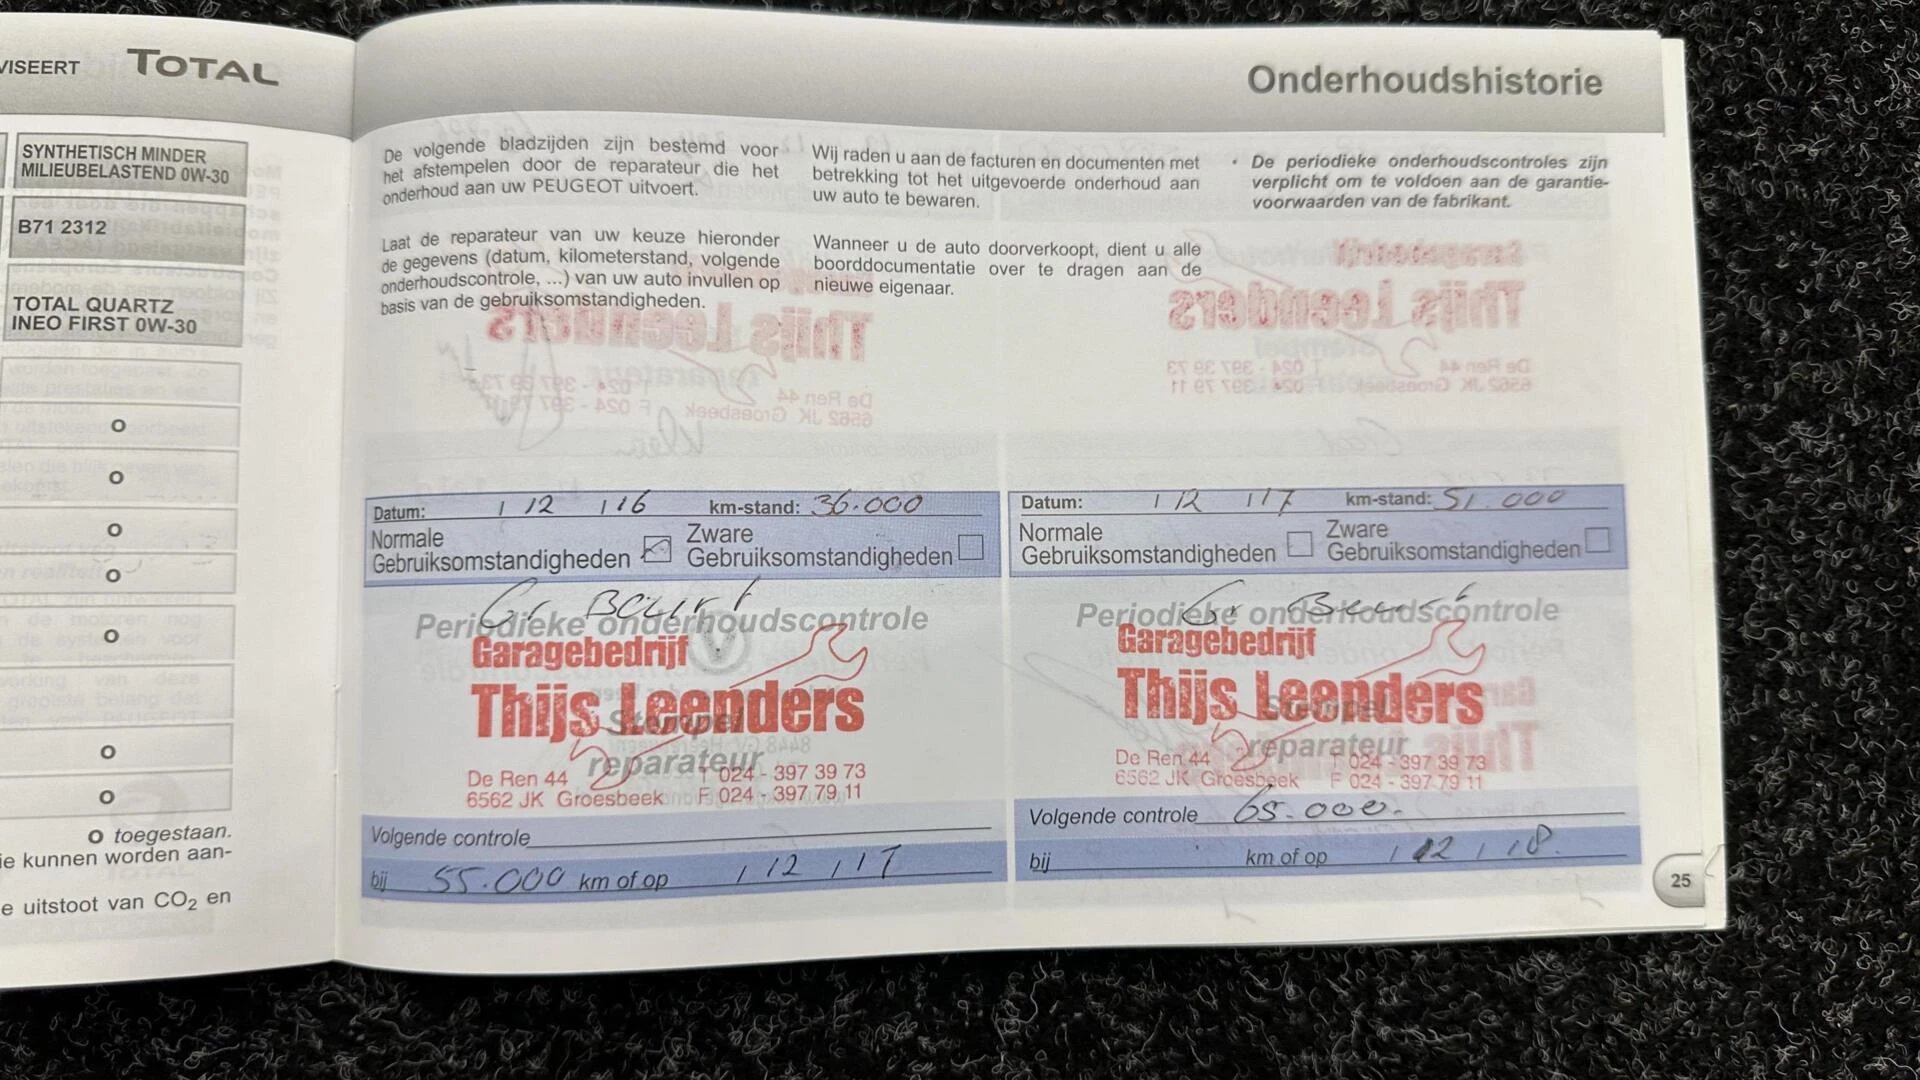 VISEERT TOTAL
SYNTHETISCH MINDER
MILIEUBELASTEND 0W-30
B71 2312
TOTAL QUARTZ
INEO FIRST 0W-30
O
O
O
O
O
O
O
O toegestaan.
ie kunnen worden aan-
e uitstoot van CO2 en
Onderhoudshistorie
De volgende bladzijden zijn bestemd voor
het afstempelen door de reparateur die het
onderhoud aan uw PEUGEOT uitvoert.
Laat de reparateur van uw keuze hieronder
de gegevens (datum, kilometerstand, volgende
onderhoudscontrole, ...) van uw auto invullen op
basis van de gebruiksomstandigheden.
Wij raden u aan de facturen en documenten met
betrekking tot het uitgevoerde onderhoud aan
uw auto te bewaren.
Wanneer u de auto doorverkoopt, dient u alle
boorddocumentatie over te dragen aan de
nieuwe eigenaar.
• De periodieke onderhoudscontroles zijn
verplicht om te voldoen aan de garantie-
voorwaarden van de fabrikant.
Datum: / 12 / 16 km-stand: 36.000
Normale
Gebruiksomstandigheden
Zware
Gebruiksomstandigheden
Gr Beurt
Periodieke onderhoudscontrole
Garagebedrijf
Thijs Leenders
Stempel
reparateur
De Ren 44 T 024 - 397 39 73
6562 JK Groesbeek F 024 - 397 79 11
Volgende controle
bij 55.000 km of op / 12 / 17
Datum: / 12 / 17 km-stand: 51.000
Normale
Gebruiksomstandigheden
Zware
Gebruiksomstandigheden
Gr Beurt
Periodieke onderhoudscontrole
Garagebedrijf
Thijs Leenders
Stempel
reparateur
De Ren 44 T 024 - 397 39 73
6562 JK Groesbeek F 024 - 397 79 11
Volgende controle 65.000.
bij km of op / 12 / 18.
25